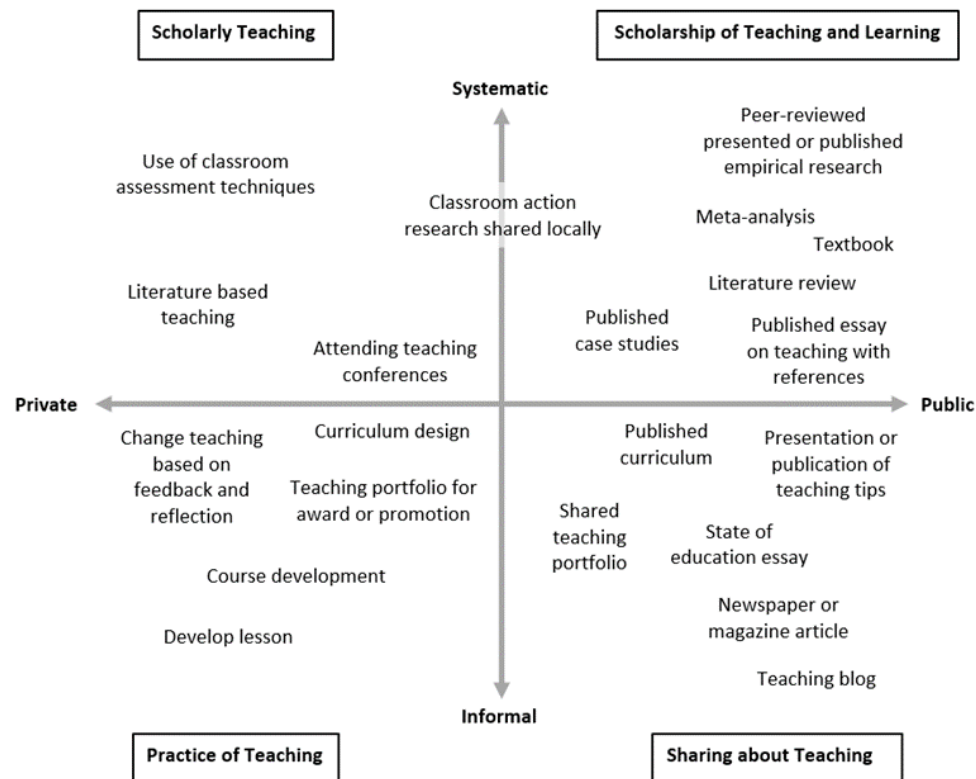 Scholarly Teaching
Scholarship of Teaching and Learning
Systematic
Peer-reviewed
presented or published
empirical research
Use of classroom
assessment techniques
Classroom action
research shared locally
Meta-analysis
Textbook
Literature review
Literature based
teaching
Published
case studies
Published essay
on teaching with
references
Attending teaching
conferences
Private
Public
Change teaching
based on
feedback and
reflection
Curriculum design
Published
curriculum
Presentation or
publication of
teaching tips
Teaching portfolio for
award or promotion
Shared
teaching
portfolio
State of
education essay
Course development
Newspaper or
magazine article
Develop lesson
Teaching blog
Informal
Practice of Teaching
Sharing about Teaching